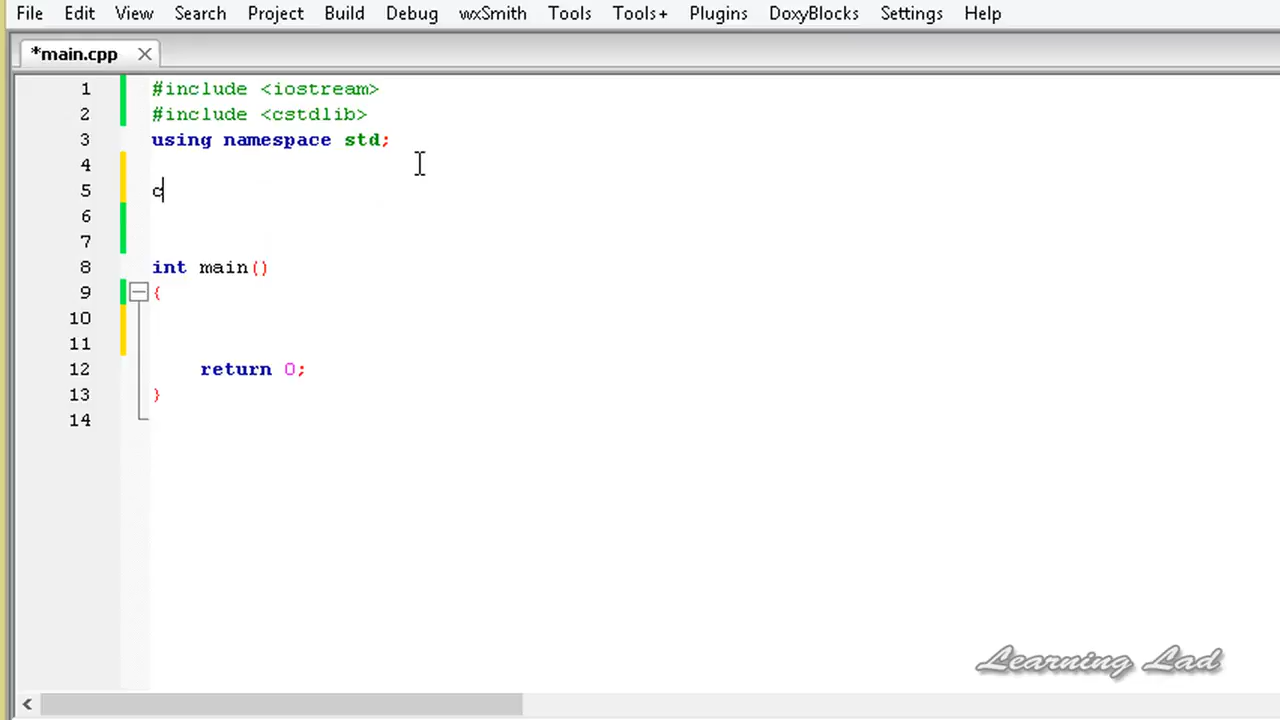 File Edit View Search Project Build Debug wxSmith Tools Tools+ Plugins DoxyBlocks Settings Help
*main.cpp
1 #include <iostream>
2 #include <cstdlib>
3 using namespace std;
4
5 c
6
7
8 int main()
9 {
10
11
12 return 0;
13 }
14
Learning Lad